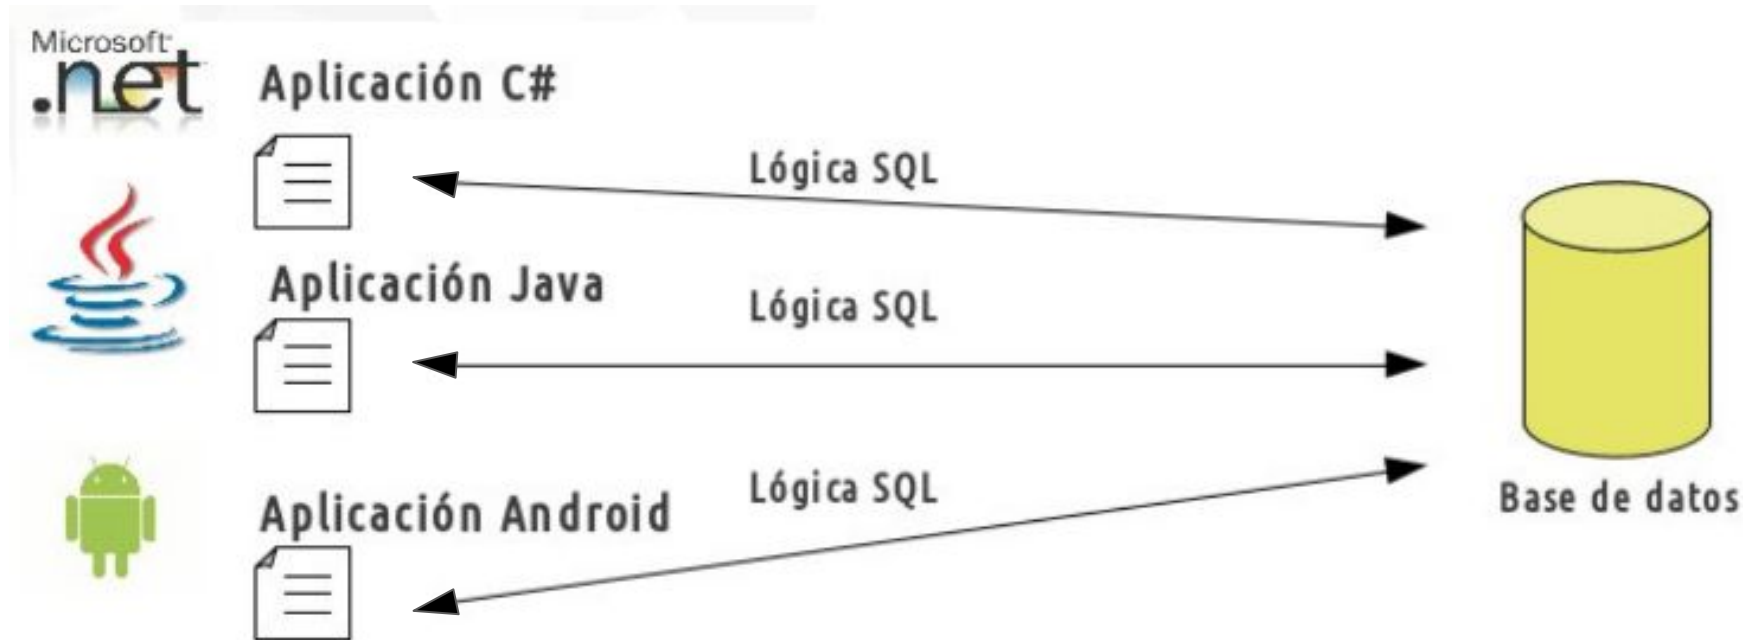 Microsoft
.net
Aplicación C#
Lógica SQL
Aplicación Java
Lógica SQL
Aplicación Android
Lógica SQL
Base de datos